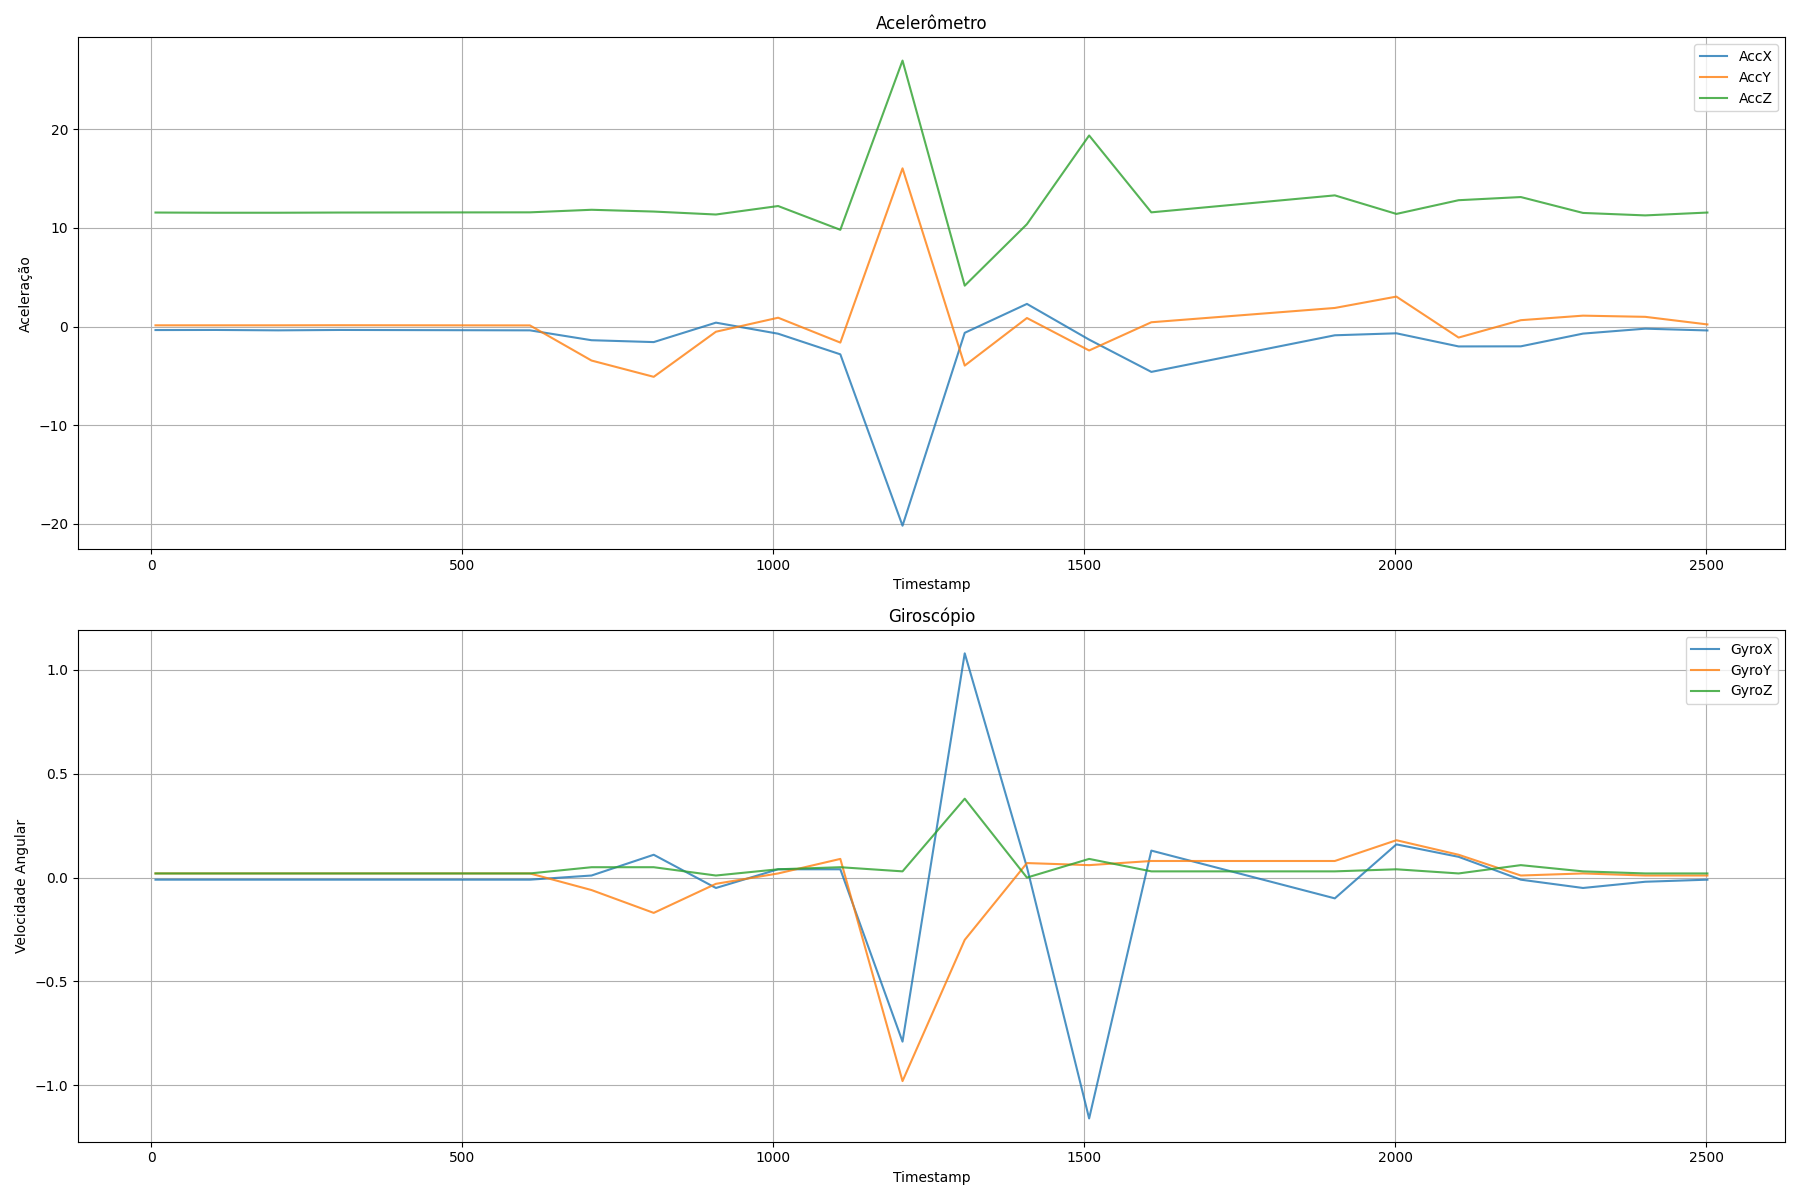 Acelerômetro
AccX
AccY
AccZ
20
10
0
−10
−20
Aceleração
0
500
1000
1500
2000
2500
Timestamp
Giroscópio
GyroX
GyroY
GyroZ
1.0
0.5
0.0
−0.5
−1.0
Velocidade Angular
0
500
1000
1500
2000
2500
Timestamp